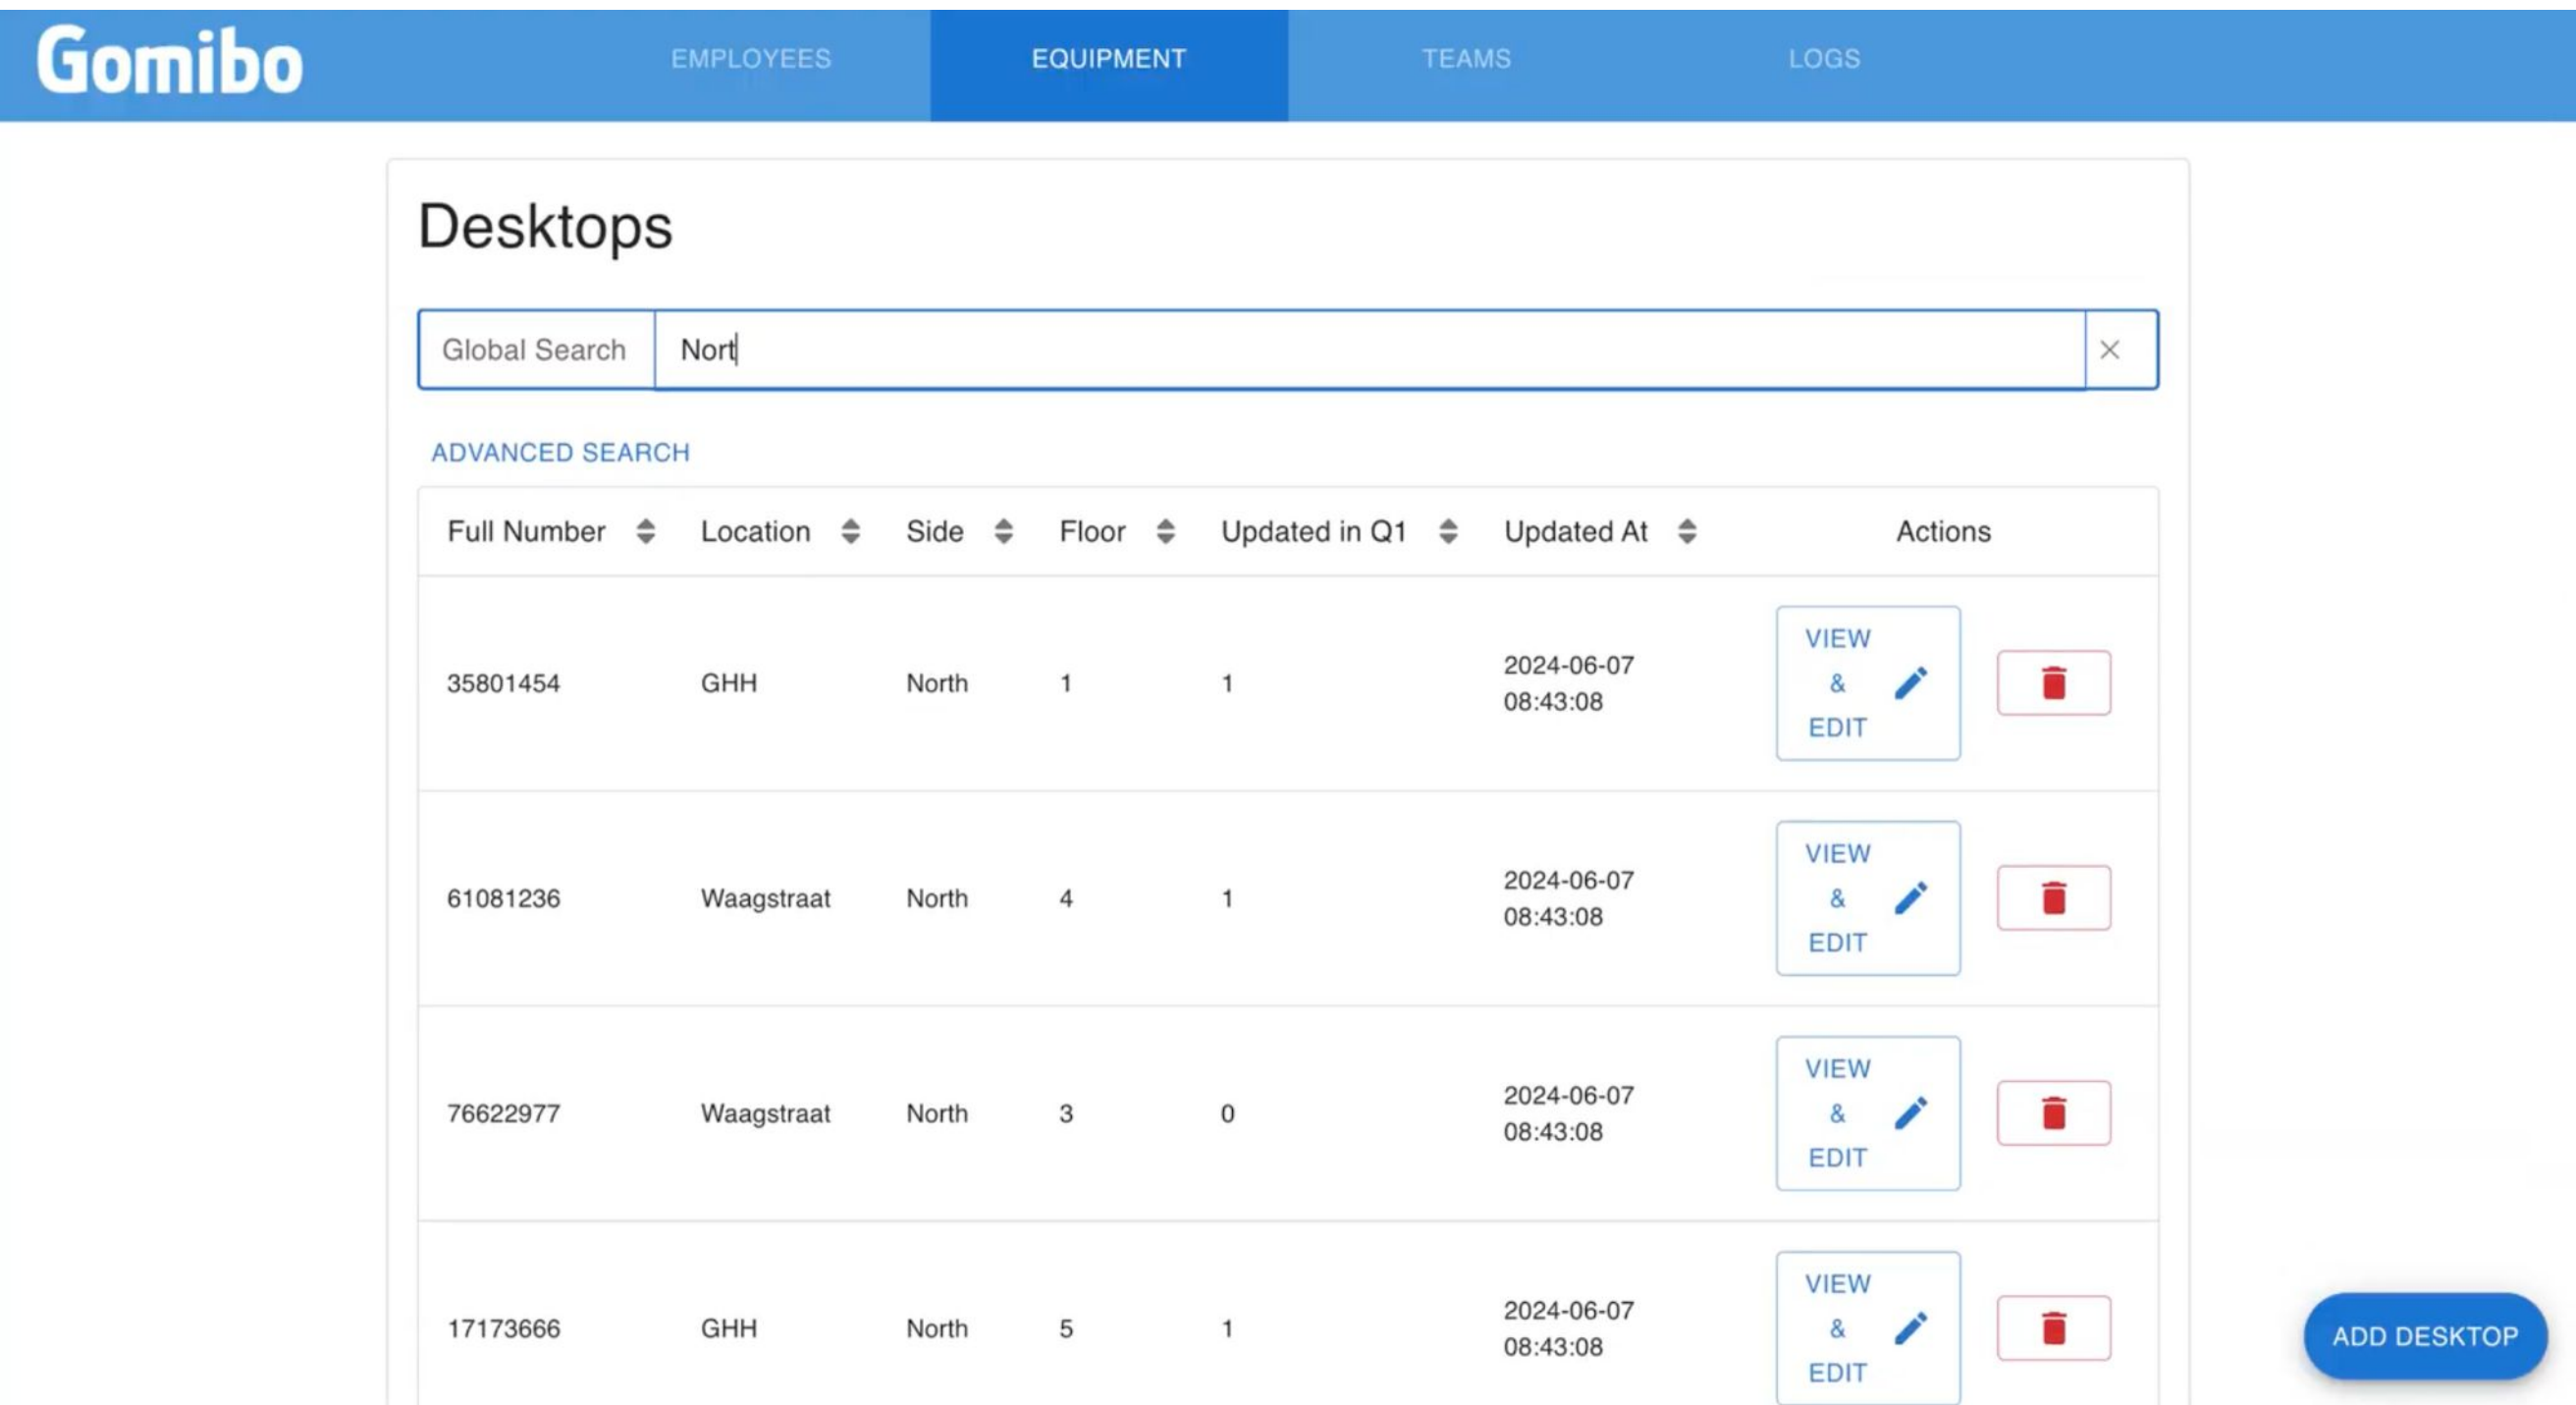 Gomibo
EMPLOYEES EQUIPMENT TEAMS LOGS
Desktops
Global Search Nort
ADVANCED SEARCH
Full Number Location Side Floor Updated in Q1 Updated At Actions
35801454 GHH North 1 1 2024-06-07 08:43:08 VIEW & EDIT
61081236 Waagstraat North 4 1 2024-06-07 08:43:08 VIEW & EDIT
76622977 Waagstraat North 3 0 2024-06-07 08:43:08 VIEW & EDIT
17173666 GHH North 5 1 2024-06-07 08:43:08 VIEW & EDIT
ADD DESKTOP